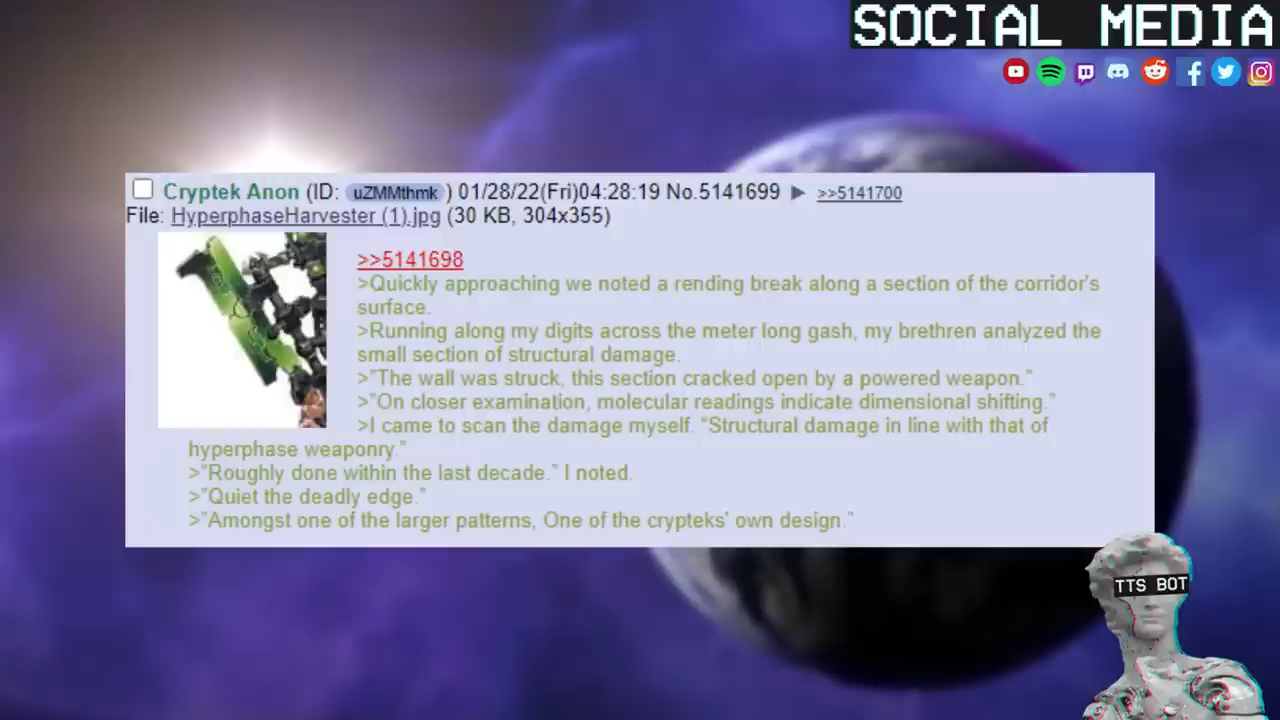 SOCIAL MEDIA
Cryptek Anon (ID: uZMMthmk ) 01/28/22(Fri)04:28:19 No.5141699 ▶ >>5141700
File: HyperphaseHarvester (1).jpg (30 KB, 304x355)
>>5141698
>Quickly approaching we noted a rending break along a section of the corridor's
surface.
>Running along my digits across the meter long gash, my brethren analyzed the
small section of structural damage.
>”The wall was struck, this section cracked open by a powered weapon.”
>”On closer examination, molecular readings indicate dimensional shifting.”
>I came to scan the damage myself. “Structural damage in line with that of
hyperphase weaponry.”
>”Roughly done within the last decade.” I noted.
>”Quiet the deadly edge.”
>”Amongst one of the larger patterns, One of the crypteks' own design.”
TTS BOT